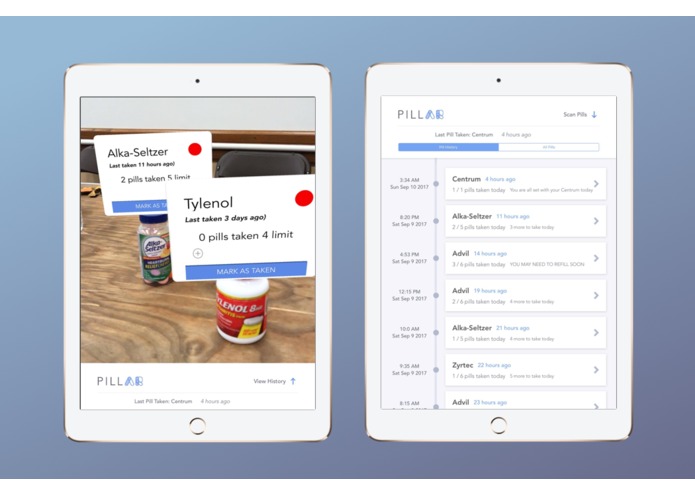 Alka-Seltzer
Last taken 11 hours ago)
2 pills taken 5 limit
MARK AS TA
Tylenol
Last taken 3 days ago)
0 pills taken 4 limit
MARK AS TAKEN
Alka-
Seltzer
TYLENOL 8
PILLAR
View History ↑
Last Pill Taken: Centrum 4 hours ago
PILLAR
Scan Pills ↓
Last Pill Taken: Centrum 4 hours ago
Pill History
All Pills
3:34 AM
Sun Sep 10 2017
Centrum 4 hours ago
1 / 1 pills taken today You are all set with your Centrum today
8:20 PM
Sat Sep 9 2017
Alka-Seltzer 11 hours ago
2 / 5 pills taken today 3 more to take today
4:53 PM
Sat Sep 9 2017
Advil 14 hours ago
3 / 6 pills taken today YOU MAY NEED TO REFILL SOON
12:15 PM
Sat Sep 9 2017
Advil 19 hours ago
2 / 6 pills taken today 4 more to take today
10:0 AM
Sat Sep 9 2017
Alka-Seltzer 21 hours ago
1 / 5 pills taken today 4 more to take today
9:35 AM
Sat Sep 9 2017
Zyrtec 22 hours ago
1 / 6 pills taken today 5 more to take today
8:15 AM
Advil 23 hours ago